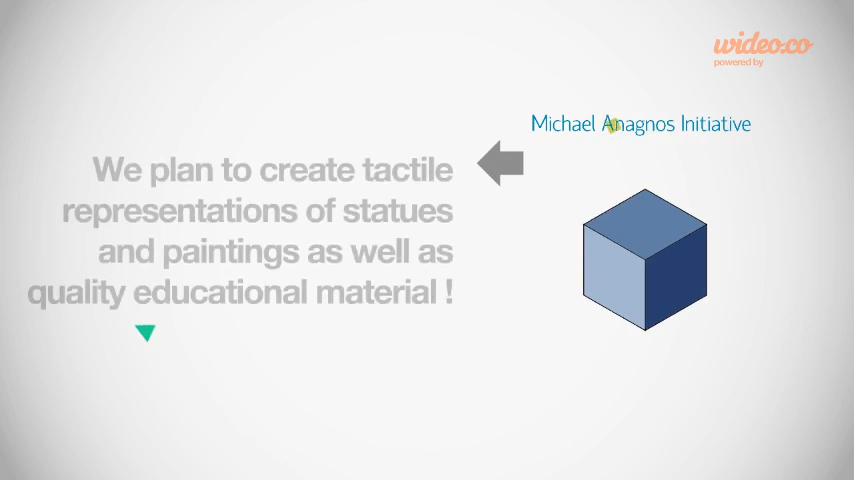 wideo.co
powered by
Michael Anagnos Initiative
We plan to create tactile
representations of statues
and paintings as well as
quality educational material !